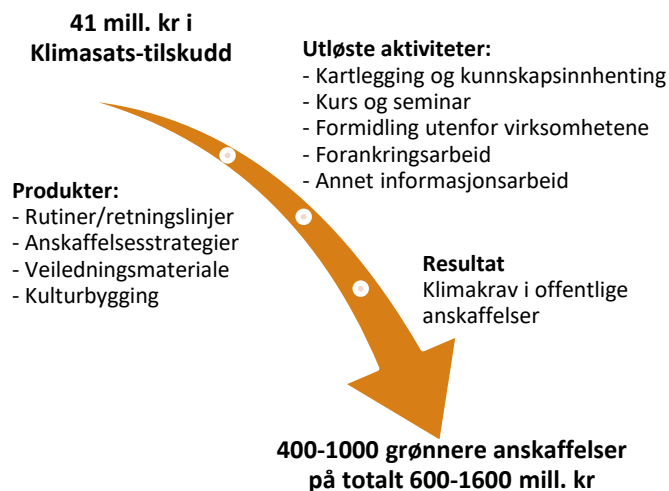 41 mill. kr i
Klimasats-tilskudd
Utløste aktiviteter:
- Kartlegging og kunnskapsinnhenting
- Kurs og seminar
- Formidling utenfor virksomhetene
- Forankringsarbeid
- Annet informasjonsarbeid
Produkter:
- Rutiner/retningslinjer
- Anskaffelsesstrategier
- Veiledningsmateriale
- Kulturbygging
Resultat
Klimakrav i offentlige
anskaffelser
400-1000 grønnere anskaffelser
på totalt 600-1600 mill. kr